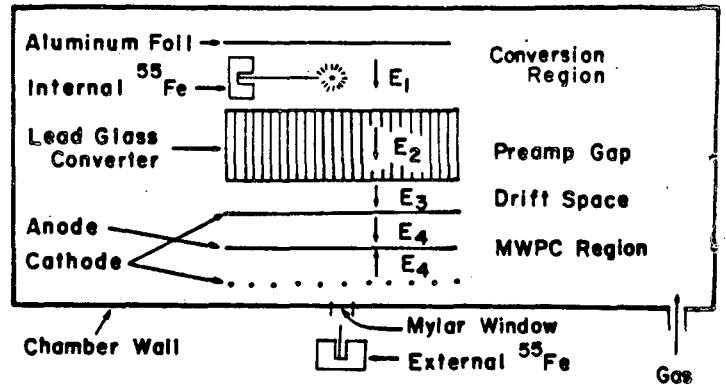 Aluminum Foil
Internal ⁵⁵Fe
Lead Glass
Converter
Anode
Cathode
Chamber Wall
E₁
E₂
E₃
E₄
E₄
Conversion
Region
Preamp Gap
Drift Space
MWPC Region
Mylar Window
External ⁵⁵Fe
Gas